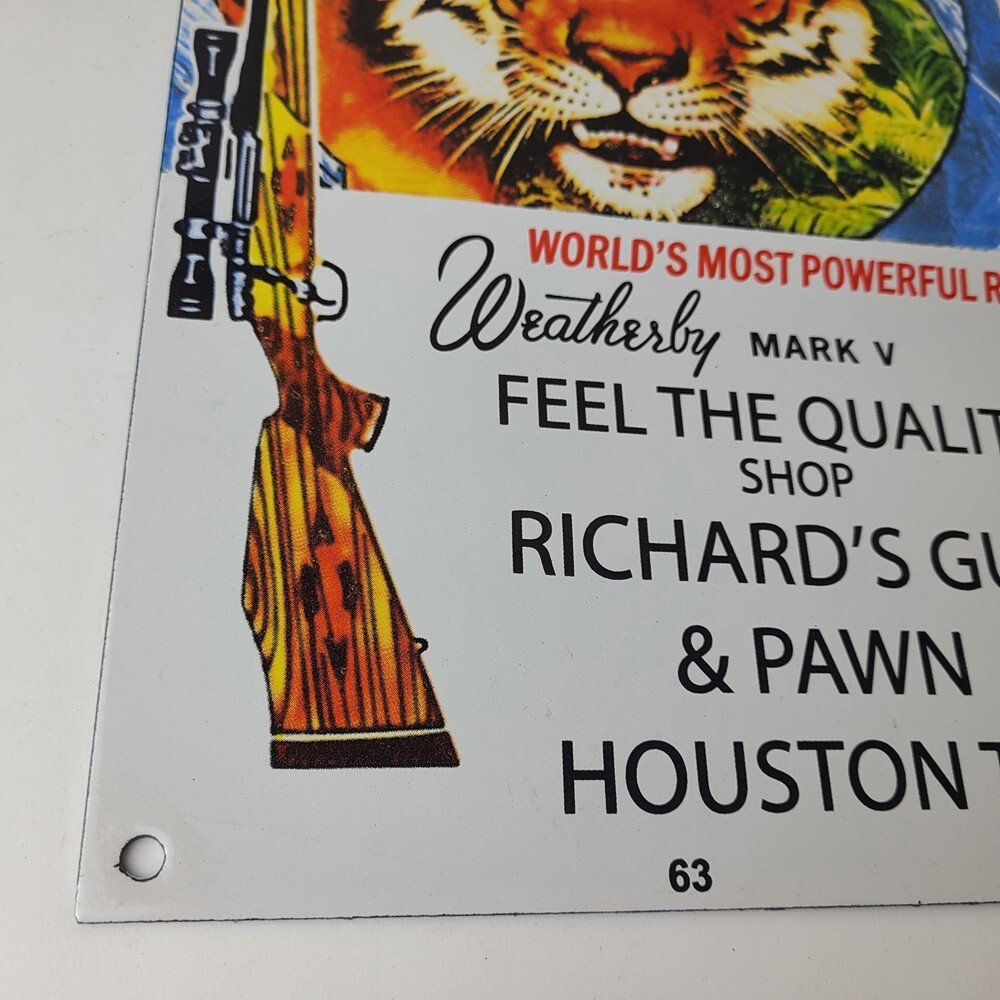 WORLD'S MOST POWERFUL R
Weatherby MARK V
FEEL THE QUALIT
SHOP
RICHARD'S GU
& PAWN
HOUSTON T
63